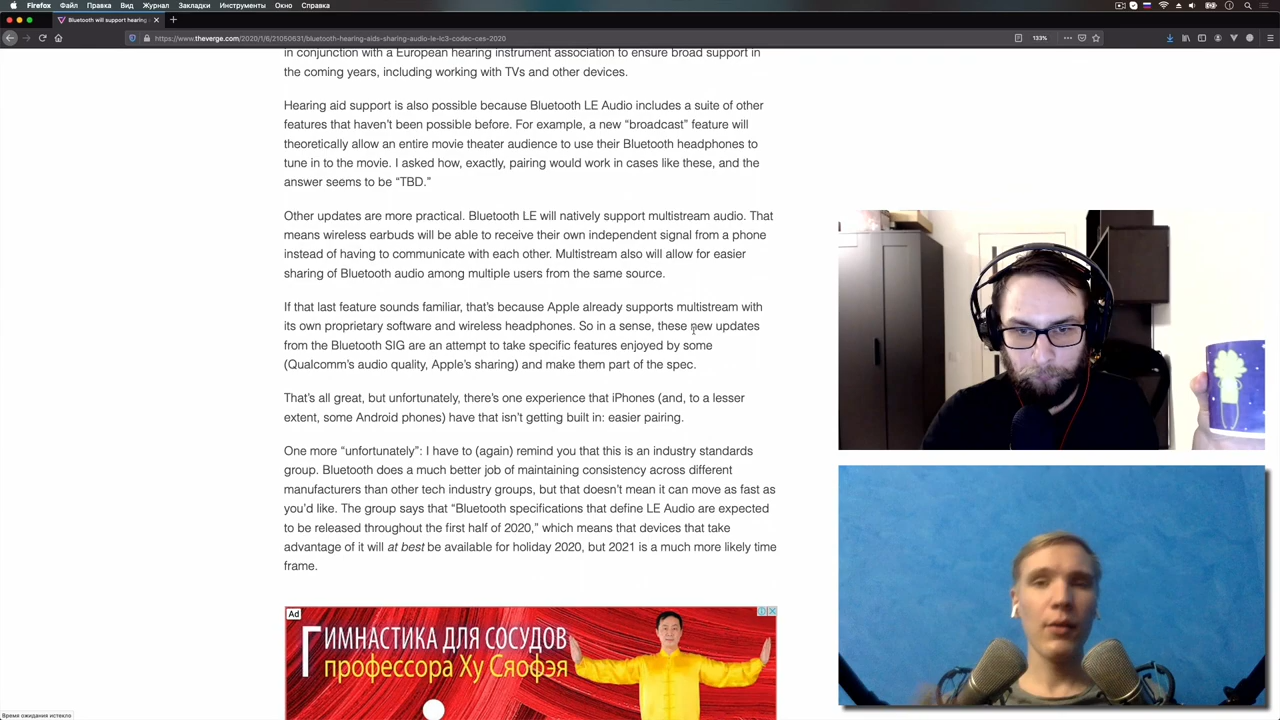 Firefox Файл Правка Вид Журнал Закладки Инструменты Окно Справка
Bluetooth will support hearing
https://www.theverge.com/2020/1/6/21050631/bluetooth-hearing-aids-sharing-audio-le-lc3-codec-ces-2020
133%
in conjunction with a European hearing instrument association to ensure broad support in
the coming years, including working with TVs and other devices.
Hearing aid support is also possible because Bluetooth LE Audio includes a suite of other
features that haven’t been possible before. For example, a new “broadcast” feature will
theoretically allow an entire movie theater audience to use their Bluetooth headphones to
tune in to the movie. I asked how, exactly, pairing would work in cases like these, and the
answer seems to be “TBD.”
Other updates are more practical. Bluetooth LE will natively support multistream audio. That
means wireless earbuds will be able to receive their own independent signal from a phone
instead of having to communicate with each other. Multistream also will allow for easier
sharing of Bluetooth audio among multiple users from the same source.
If that last feature sounds familiar, that’s because Apple already supports multistream with
its own proprietary software and wireless headphones. So in a sense, these new updates
from the Bluetooth SIG are an attempt to take specific features enjoyed by some
(Qualcomm’s audio quality, Apple’s sharing) and make them part of the spec.
That’s all great, but unfortunately, there’s one experience that iPhones (and, to a lesser
extent, some Android phones) have that isn’t getting built in: easier pairing.
One more “unfortunately”: I have to (again) remind you that this is an industry standards
group. Bluetooth does a much better job of maintaining consistency across different
manufacturers than other tech industry groups, but that doesn’t mean it can move as fast as
you’d like. The group says that “Bluetooth specifications that define LE Audio are expected
to be released throughout the first half of 2020,” which means that devices that take
advantage of it will at best be available for holiday 2020, but 2021 is a much more likely time
frame.
Ad
ГИМНАСТИКА ДЛЯ СОСУДОВ
профессора Ху Сяофэя
Время ожидания истекло